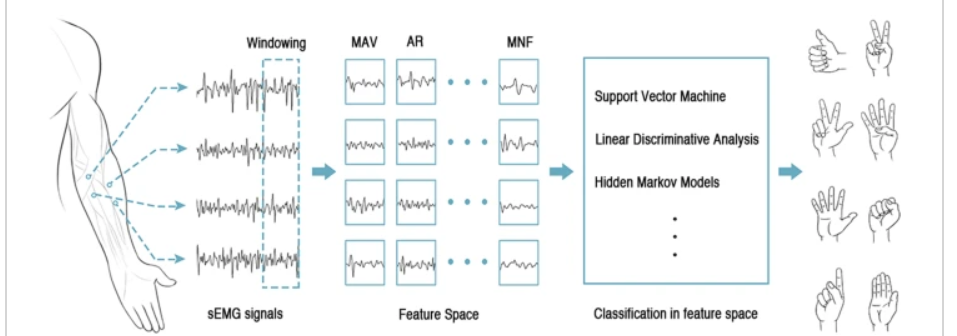 Windowing
MAV AR MNF
Support Vector Machine
Linear Discriminative Analysis
Hidden Markov Models
sEMG signals
Feature Space
Classification in feature space